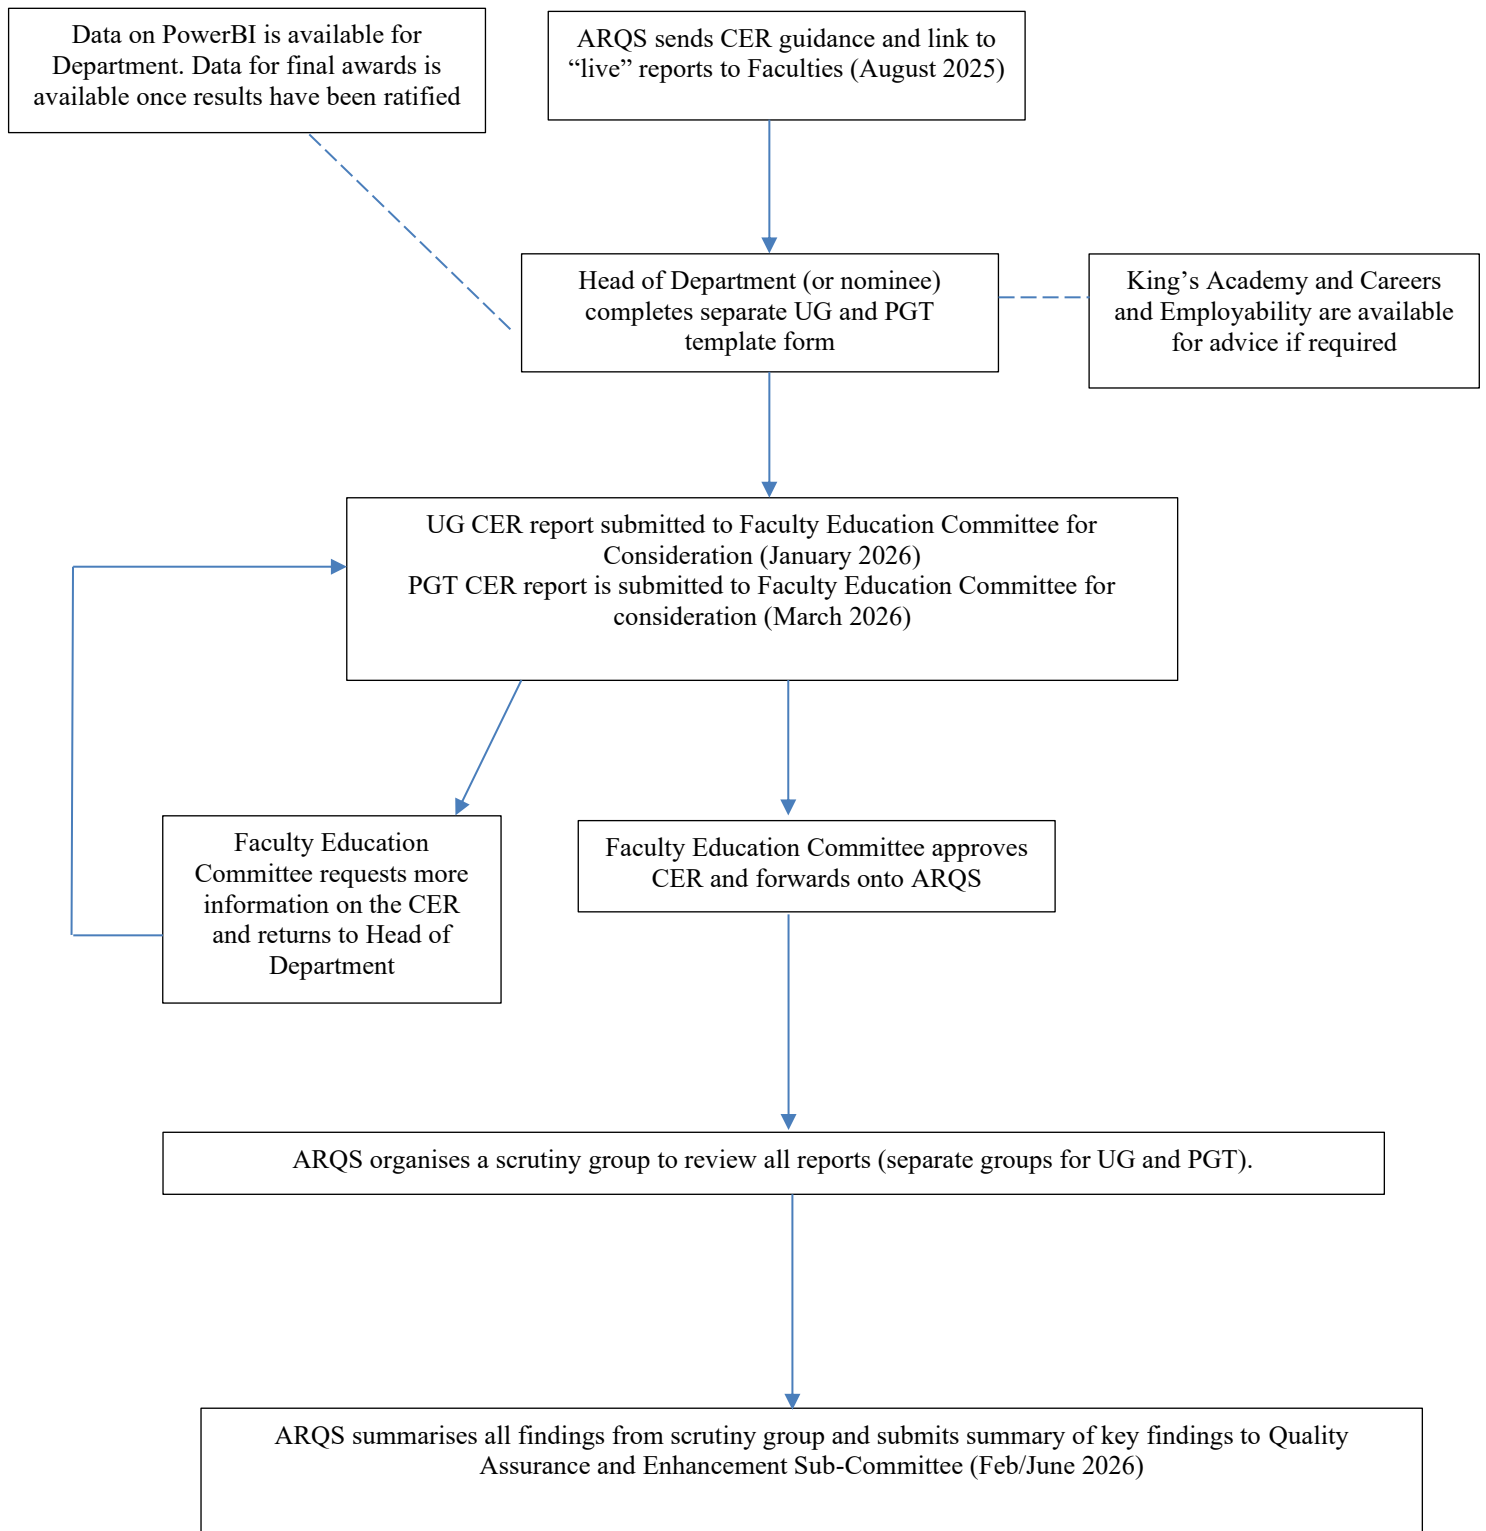 Data on PowerBI is available for
Department. Data for final awards is
available once results have been ratified
ARQS sends CER guidance and link to
“live” reports to Faculties (August 2025)
Head of Department (or nominee)
completes separate UG and PGT
template form
King’s Academy and Careers
and Employability are available
for advice if required
UG CER report submitted to Faculty Education Committee for
Consideration (January 2026)
PGT CER report is submitted to Faculty Education Committee for
consideration (March 2026)
Faculty Education
Committee requests more
information on the CER
and returns to Head of
Department
Faculty Education Committee approves
CER and forwards onto ARQS
ARQS organises a scrutiny group to review all reports (separate groups for UG and PGT).
ARQS summarises all findings from scrutiny group and submits summary of key findings to Quality
Assurance and Enhancement Sub-Committee (Feb/June 2026)